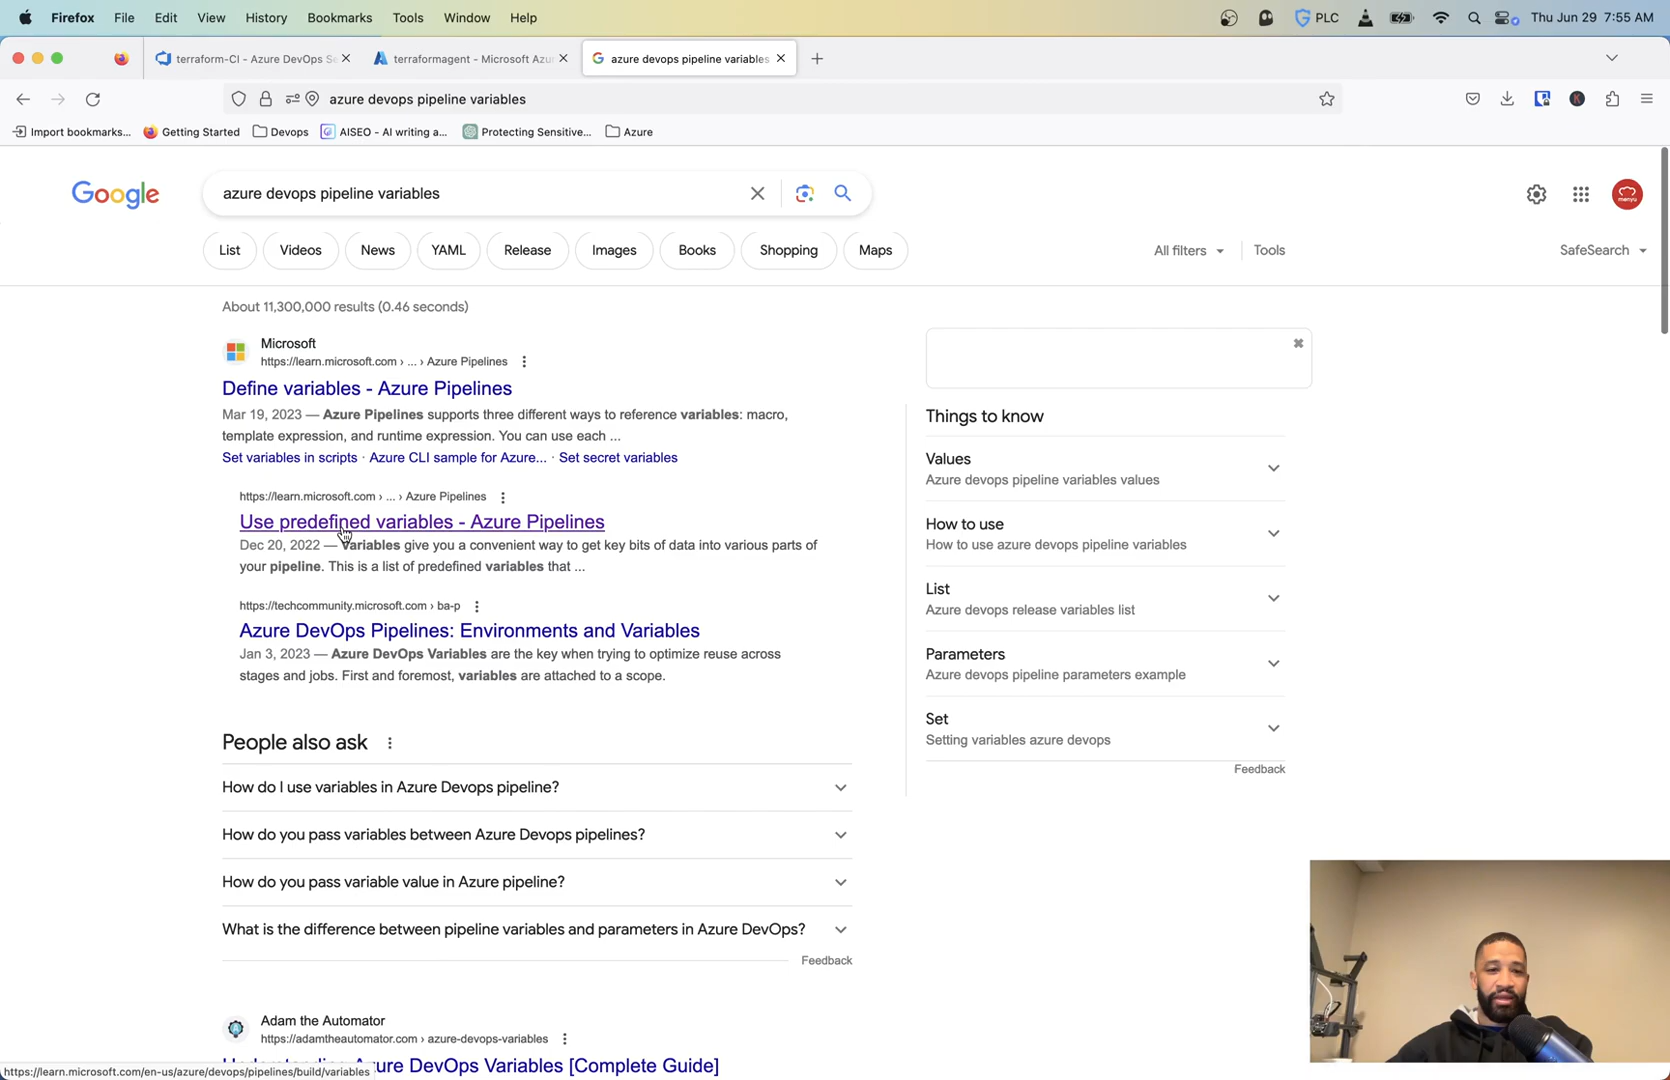 Firefox File Edit View History Bookmarks Tools Window Help PLC Thu Jun 29 7:55 AM
terraform-CI - Azure DevOps Se terraformagent - Microsoft Azur azure devops pipeline variables
azure devops pipeline variables
Import bookmarks... Getting Started Devops AISEO - AI writing a... Protecting Sensitive... Azure
Google azure devops pipeline variables
List Videos News YAML Release Images Books Shopping Maps All filters Tools SafeSearch
About 11,300,000 results (0.46 seconds)
Microsoft
https://learn.microsoft.com › ... › Azure Pipelines
Define variables - Azure Pipelines
Mar 19, 2023 — Azure Pipelines supports three different ways to reference variables: macro,
template expression, and runtime expression. You can use each ...
Set variables in scripts · Azure CLI sample for Azure... · Set secret variables
https://learn.microsoft.com › ... › Azure Pipelines
Use predefined variables - Azure Pipelines
Dec 20, 2022 — Variables give you a convenient way to get key bits of data into various parts of
your pipeline. This is a list of predefined variables that ...
https://techcommunity.microsoft.com › ba-p
Azure DevOps Pipelines: Environments and Variables
Jan 3, 2023 — Azure DevOps Variables are the key when trying to optimize reuse across
stages and jobs. First and foremost, variables are attached to a scope.
People also ask
How do I use variables in Azure Devops pipeline?
How do you pass variables between Azure Devops pipelines?
How do you pass variable value in Azure pipeline?
What is the difference between pipeline variables and parameters in Azure DevOps?
Feedback
Adam the Automator
https://adamtheautomator.com › azure-devops-variables
Understanding Azure DevOps Variables [Complete Guide]
https://learn.microsoft.com/en-us/azure/devops/pipelines/build/variables
Things to know
Values
Azure devops pipeline variables values
How to use
How to use azure devops pipeline variables
List
Azure devops release variables list
Parameters
Azure devops pipeline parameters example
Set
Setting variables azure devops
Feedback